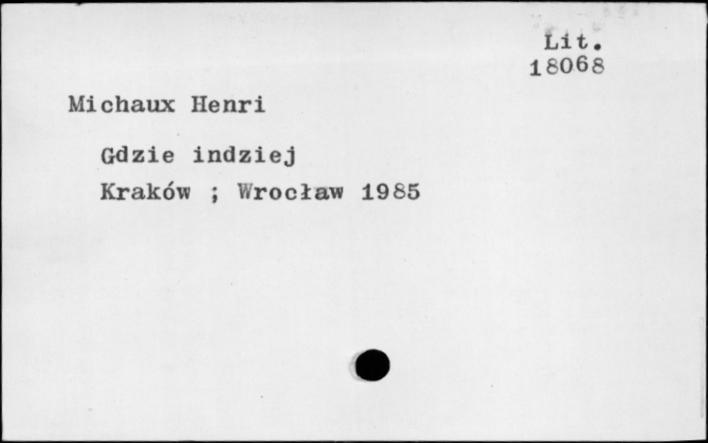 Lit.
18068
Michaux Henri
Gdzie indziej
Kraków ; Wrocław 1985